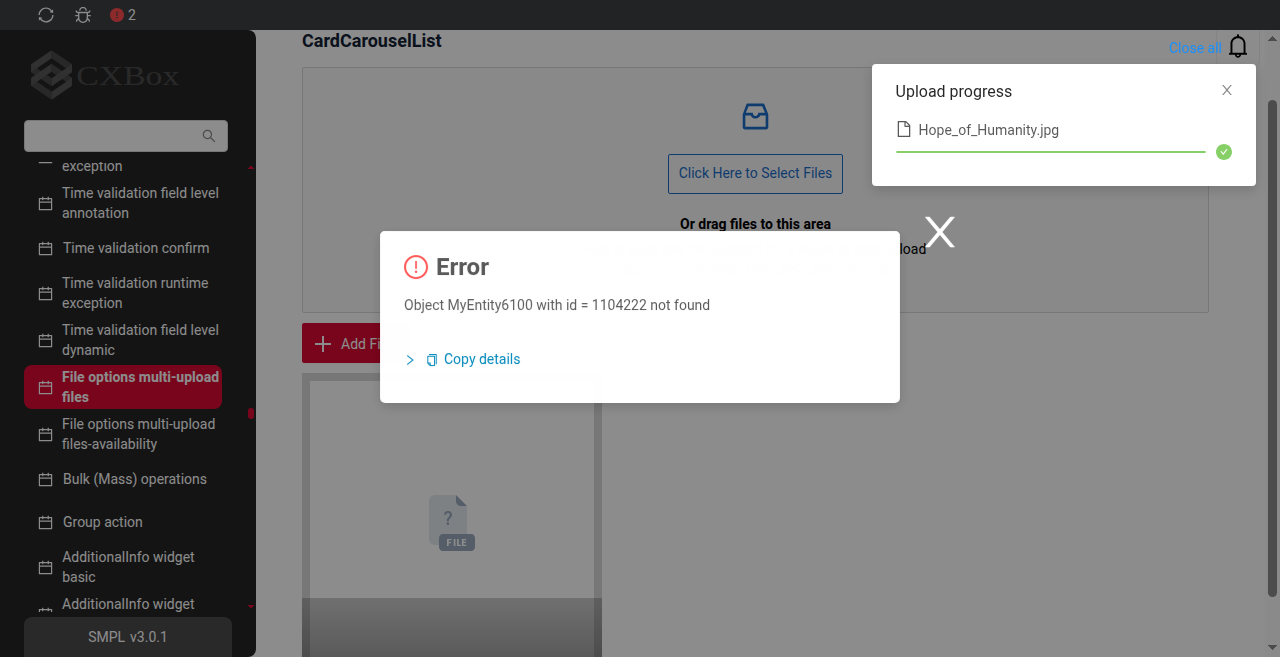 2
CardCarouselList
Close all
CXBox
Upload progress
Hope_of_Humanity.jpg
exception
Time validation field level
annotation
Time validation confirm
Time validation runtime
exception
Time validation field level
dynamic
File options multi-upload
files
File options multi-upload
files-availability
Bulk (Mass) operations
Group action
AdditionalInfo widget
basic
AdditionalInfo widget
SMPL v3.0.1
Click Here to Select Files
Or drag files to this area
load
Error
Object MyEntity6100 with id = 1104222 not found
Copy details
Add Fi
?
FILE